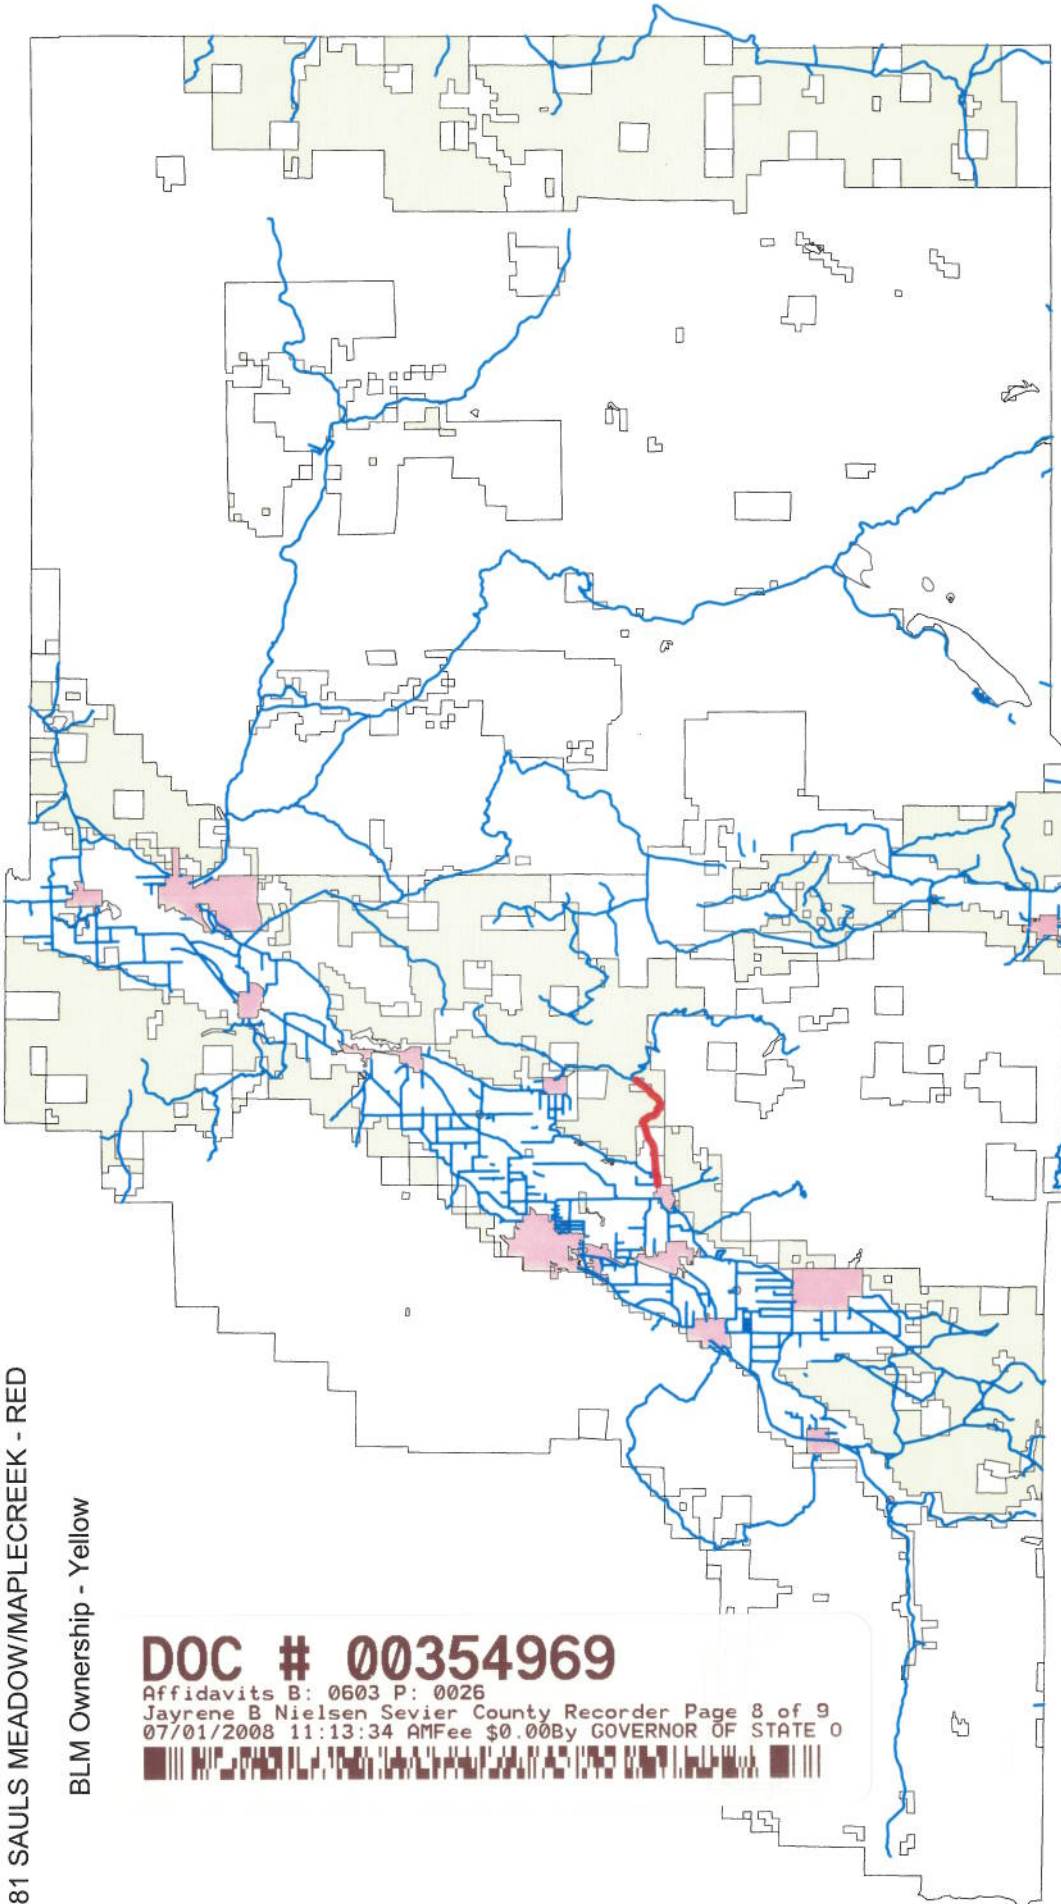 81 SAULS MEADOW/MAPLECREEK - RED
BLM Ownership - Yellow
DOC # 00354969
Affidavits B: 0603 P: 0026
Jayrene B Nielsen Sevier County Recorder Page 8 of 9
07/01/2008 11:13:34 AMFee $0.00By GOVERNOR OF STATE O